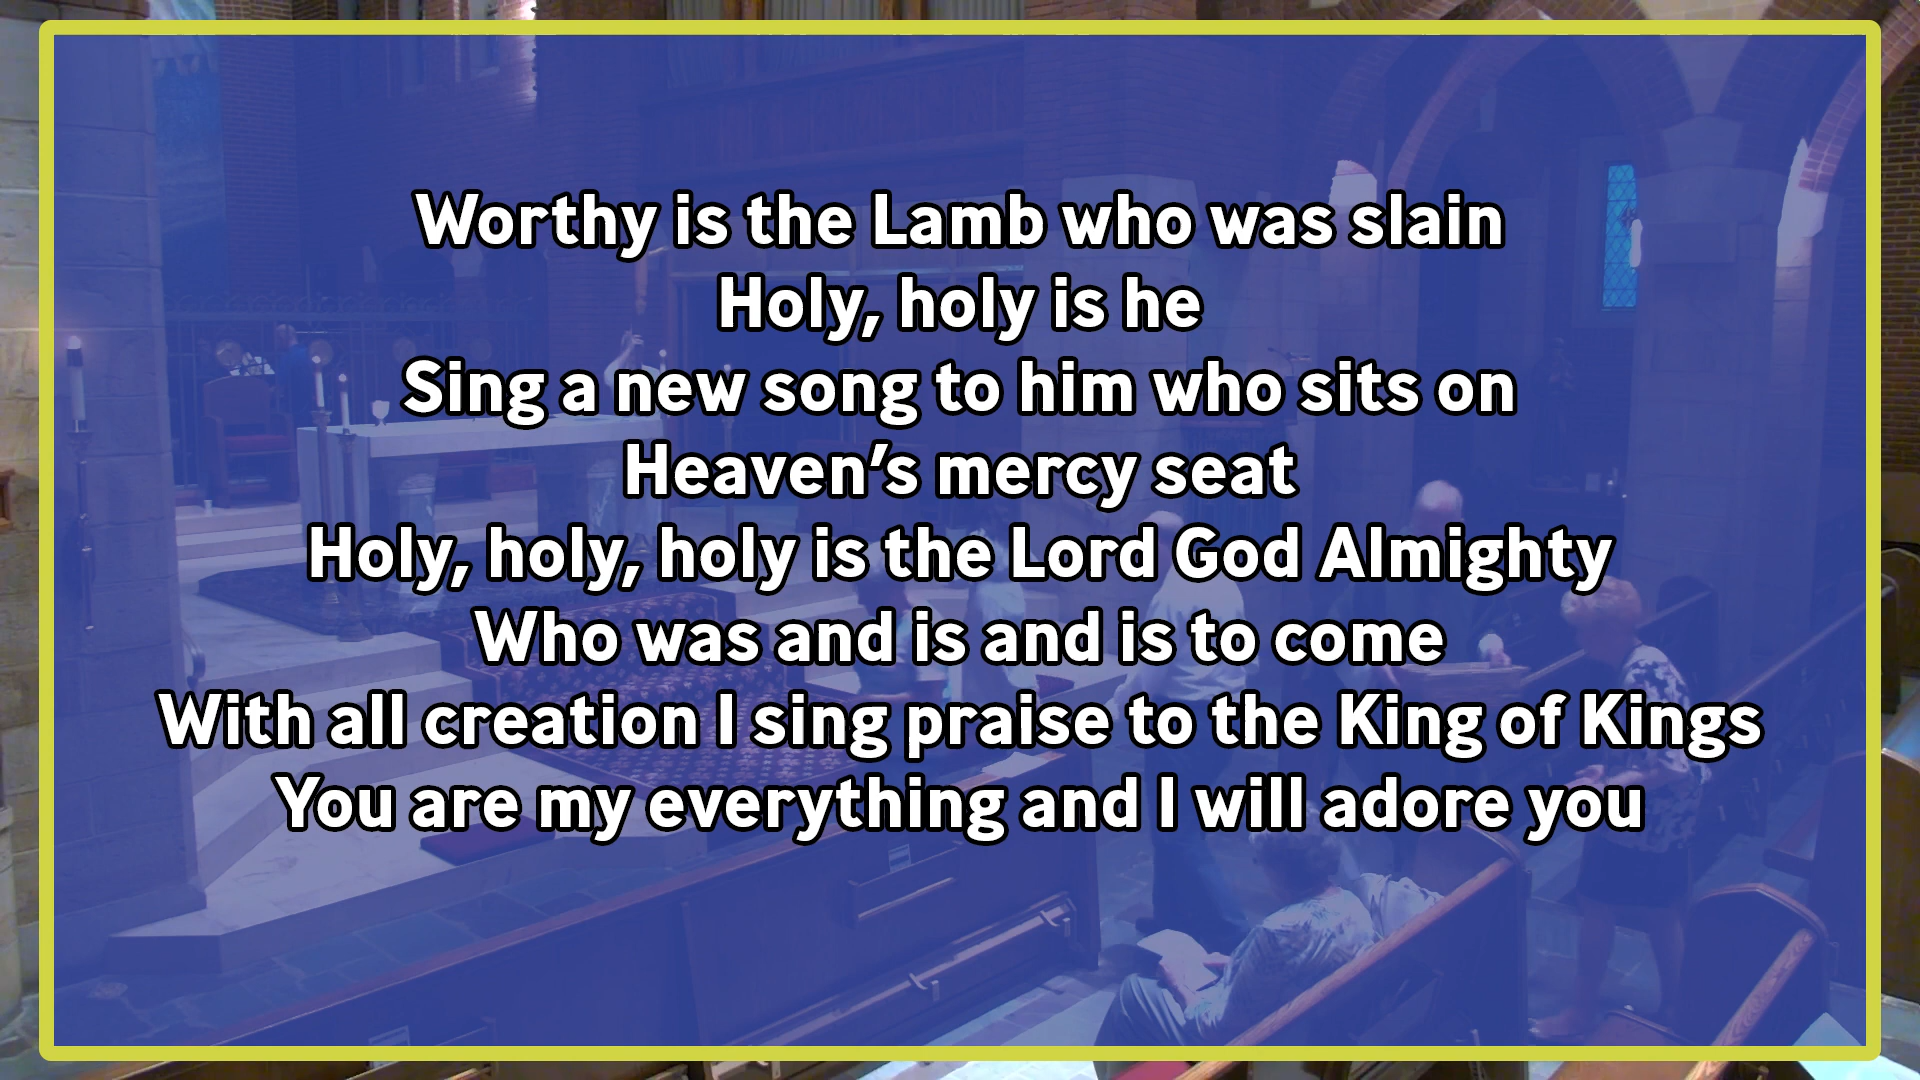 Worthy is the Lamb who was slain
Holy, holy is he
Sing a new song to him who sits on
Heaven’s mercy seat
Holy, holy, holy is the Lord God Almighty
Who was and is and is to come
With all creation I sing praise to the King of Kings
You are my everything and I will adore you